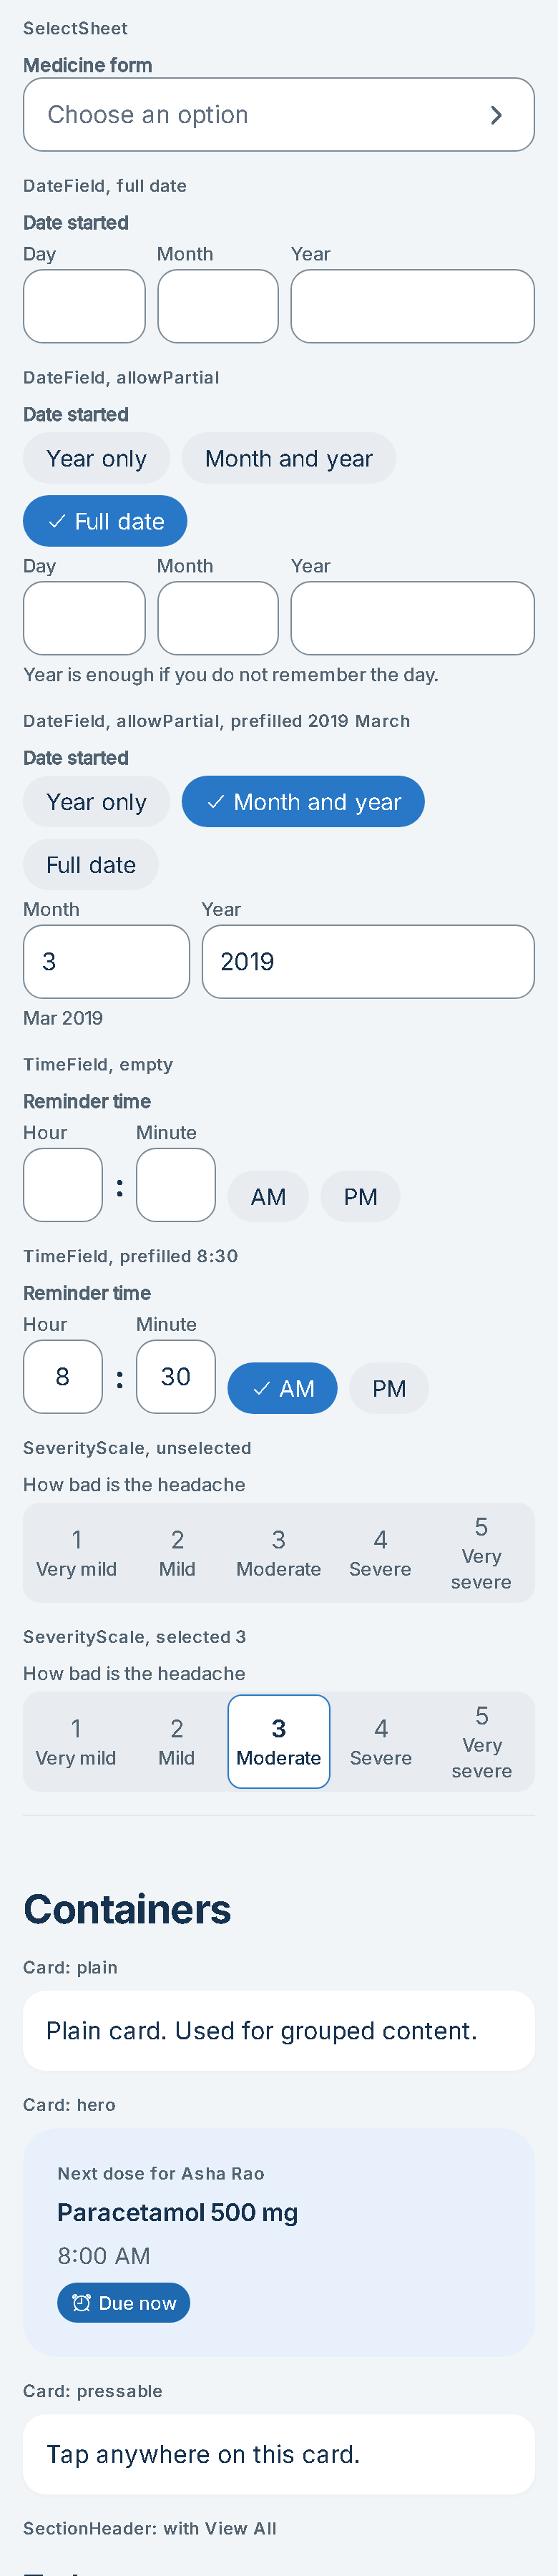 SelectSheet
Medicine form
Choose an option
DateField, full date
Date started
Day Month Year
DateField, allowPartial
Date started
Year only Month and year
Full date
Day Month Year
Year is enough if you do not remember the day.
DateField, allowPartial, prefilled 2019 March
Date started
Year only Month and year
Full date
Month Year
3 2019
Mar 2019
TimeField, empty
Reminder time
Hour Minute
: AM PM
TimeField, prefilled 8:30
Reminder time
Hour Minute
8 : 30 AM PM
SeverityScale, unselected
How bad is the headache
1 2 3 4 5
Very mild Mild Moderate Severe Very severe
SeverityScale, selected 3
How bad is the headache
1 2 3 4 5
Very mild Mild Moderate Severe Very severe
Containers
Card: plain
Plain card. Used for grouped content.
Card: hero
Next dose for Asha Rao
Paracetamol 500 mg
8:00 AM
Due now
Card: pressable
Tap anywhere on this card.
SectionHeader: with View All